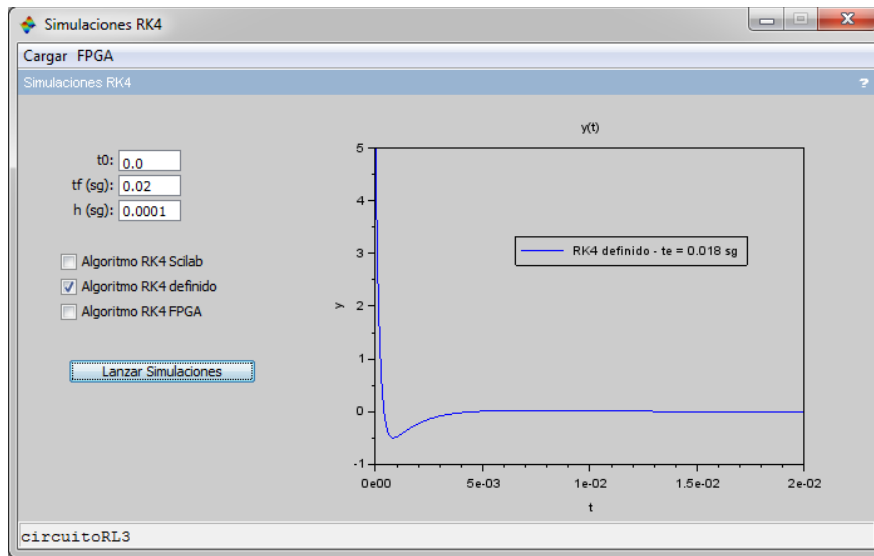 Simulaciones RK4
Cargar FPGA
Simulaciones RK4 ?
t0: 0.0
tf (sg): 0.02
h (sg): 0.0001
Algoritmo RK4 Scilab
Algoritmo RK4 definido
Algoritmo RK4 FPGA
Lanzar Simulaciones
y(t)
5
4
3
2
1
0
-1
y
RK4 definido - te = 0.018 sg
0e00 5e-03 1e-02 1.5e-02 2e-02
t
circuitoRL3